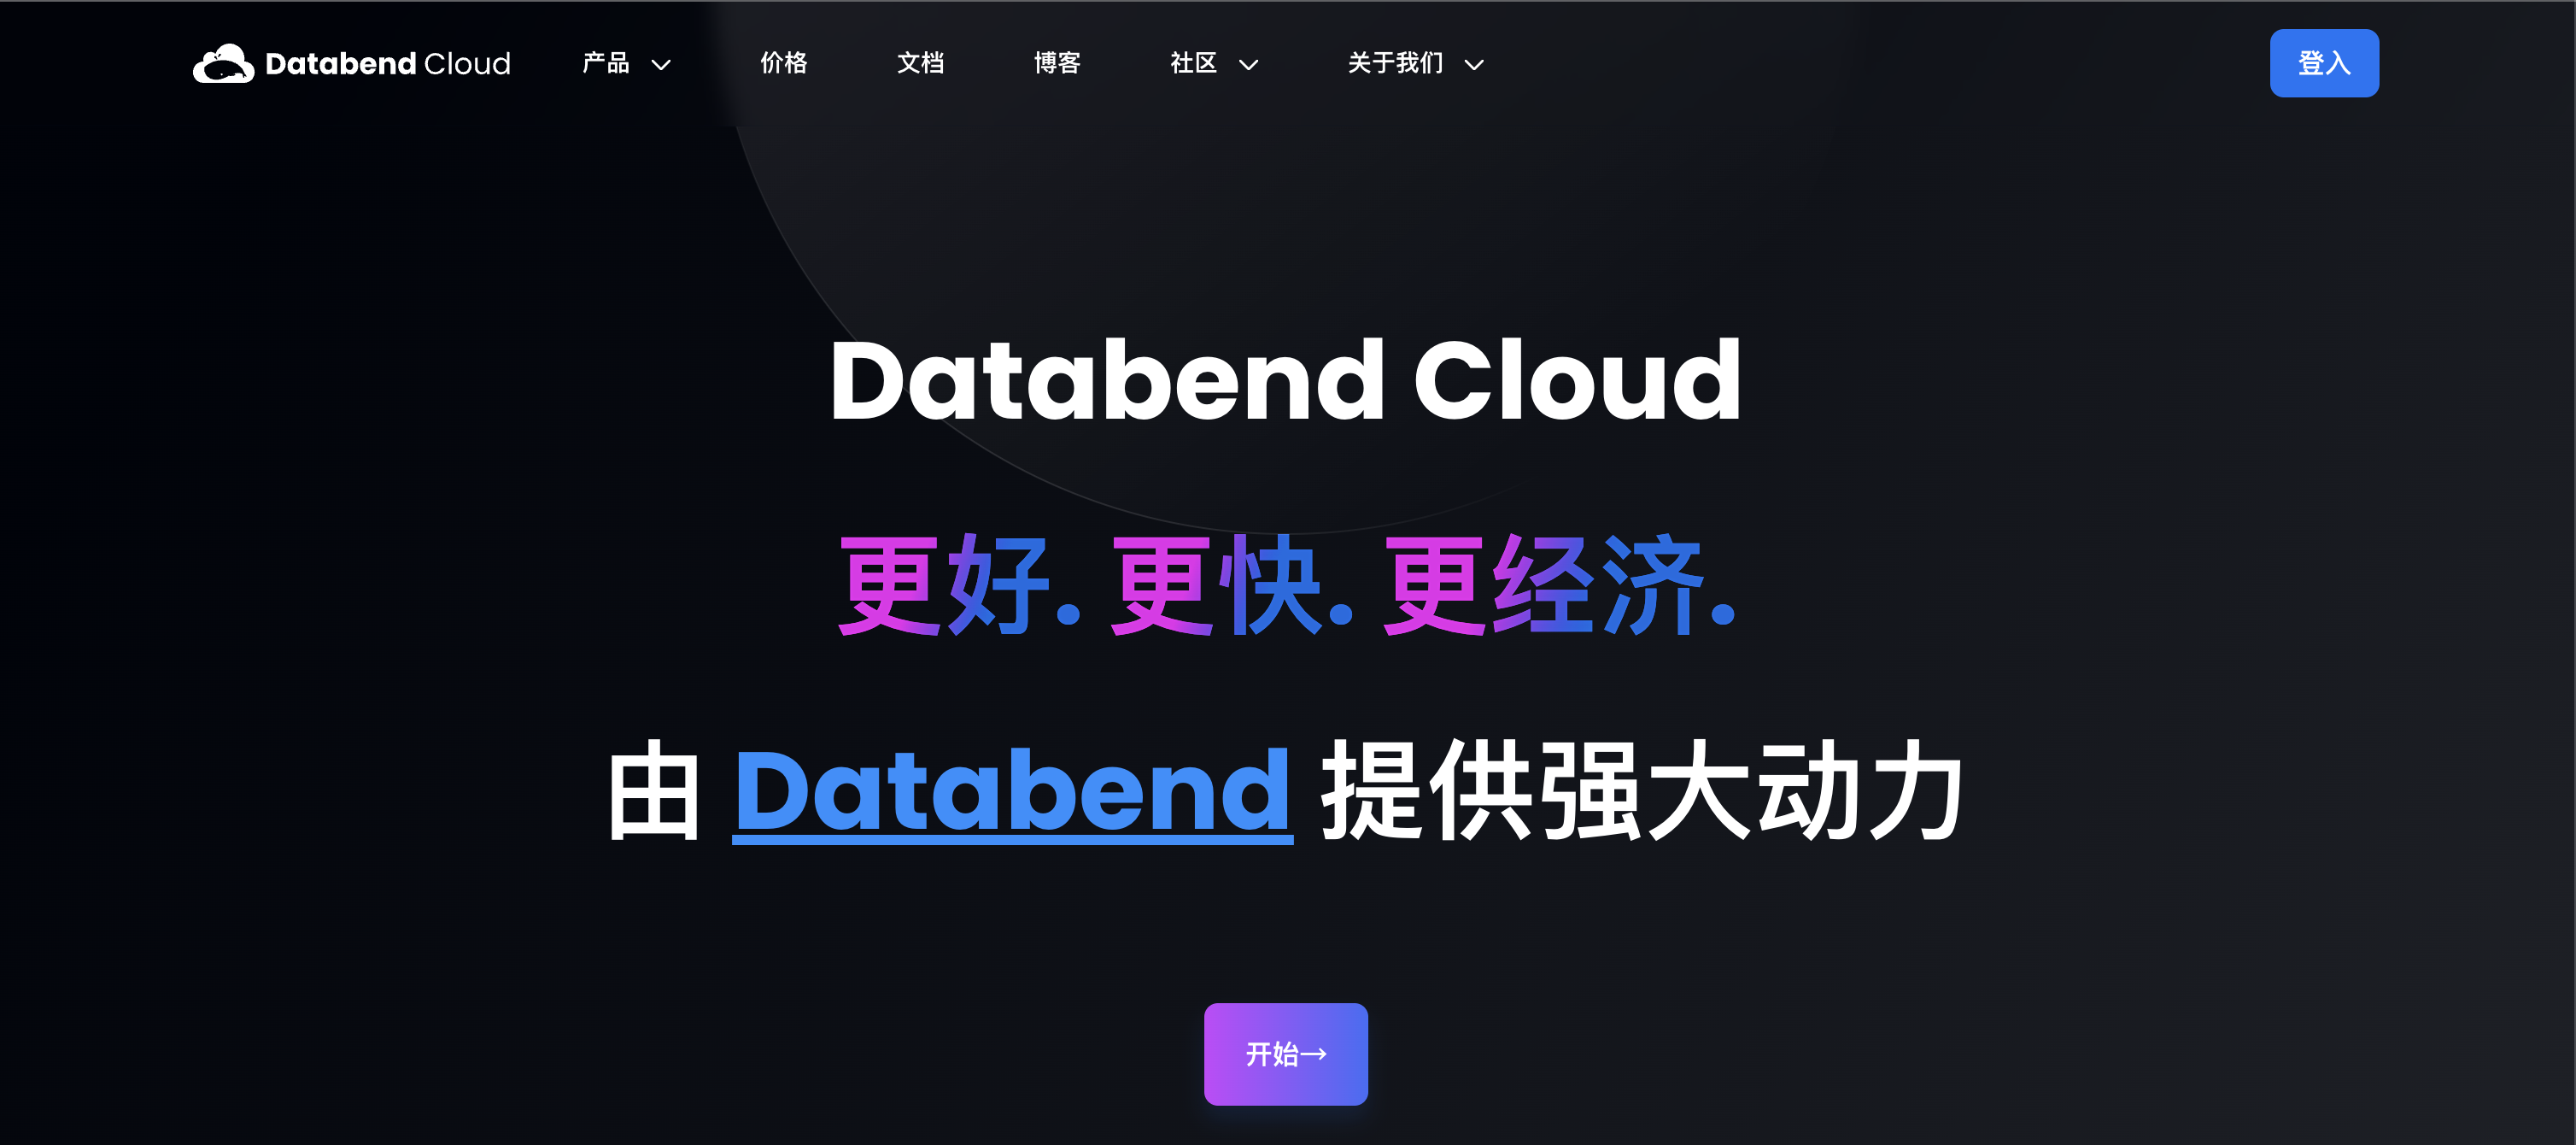 Databend Cloud 产品 价格 文档 博客 社区 关于我们 登入
Databend Cloud
更好. 更快. 更经济.
由 Databend 提供强大动力
开始→